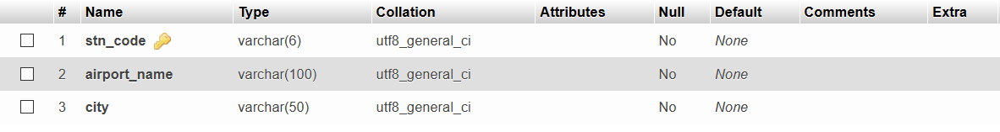 # Name Type Collation Attributes Null Default Comments Extra
1 stn_code varchar(6) utf8_general_ci No None
2 airport_name varchar(100) utf8_general_ci No None
3 city varchar(50) utf8_general_ci No None